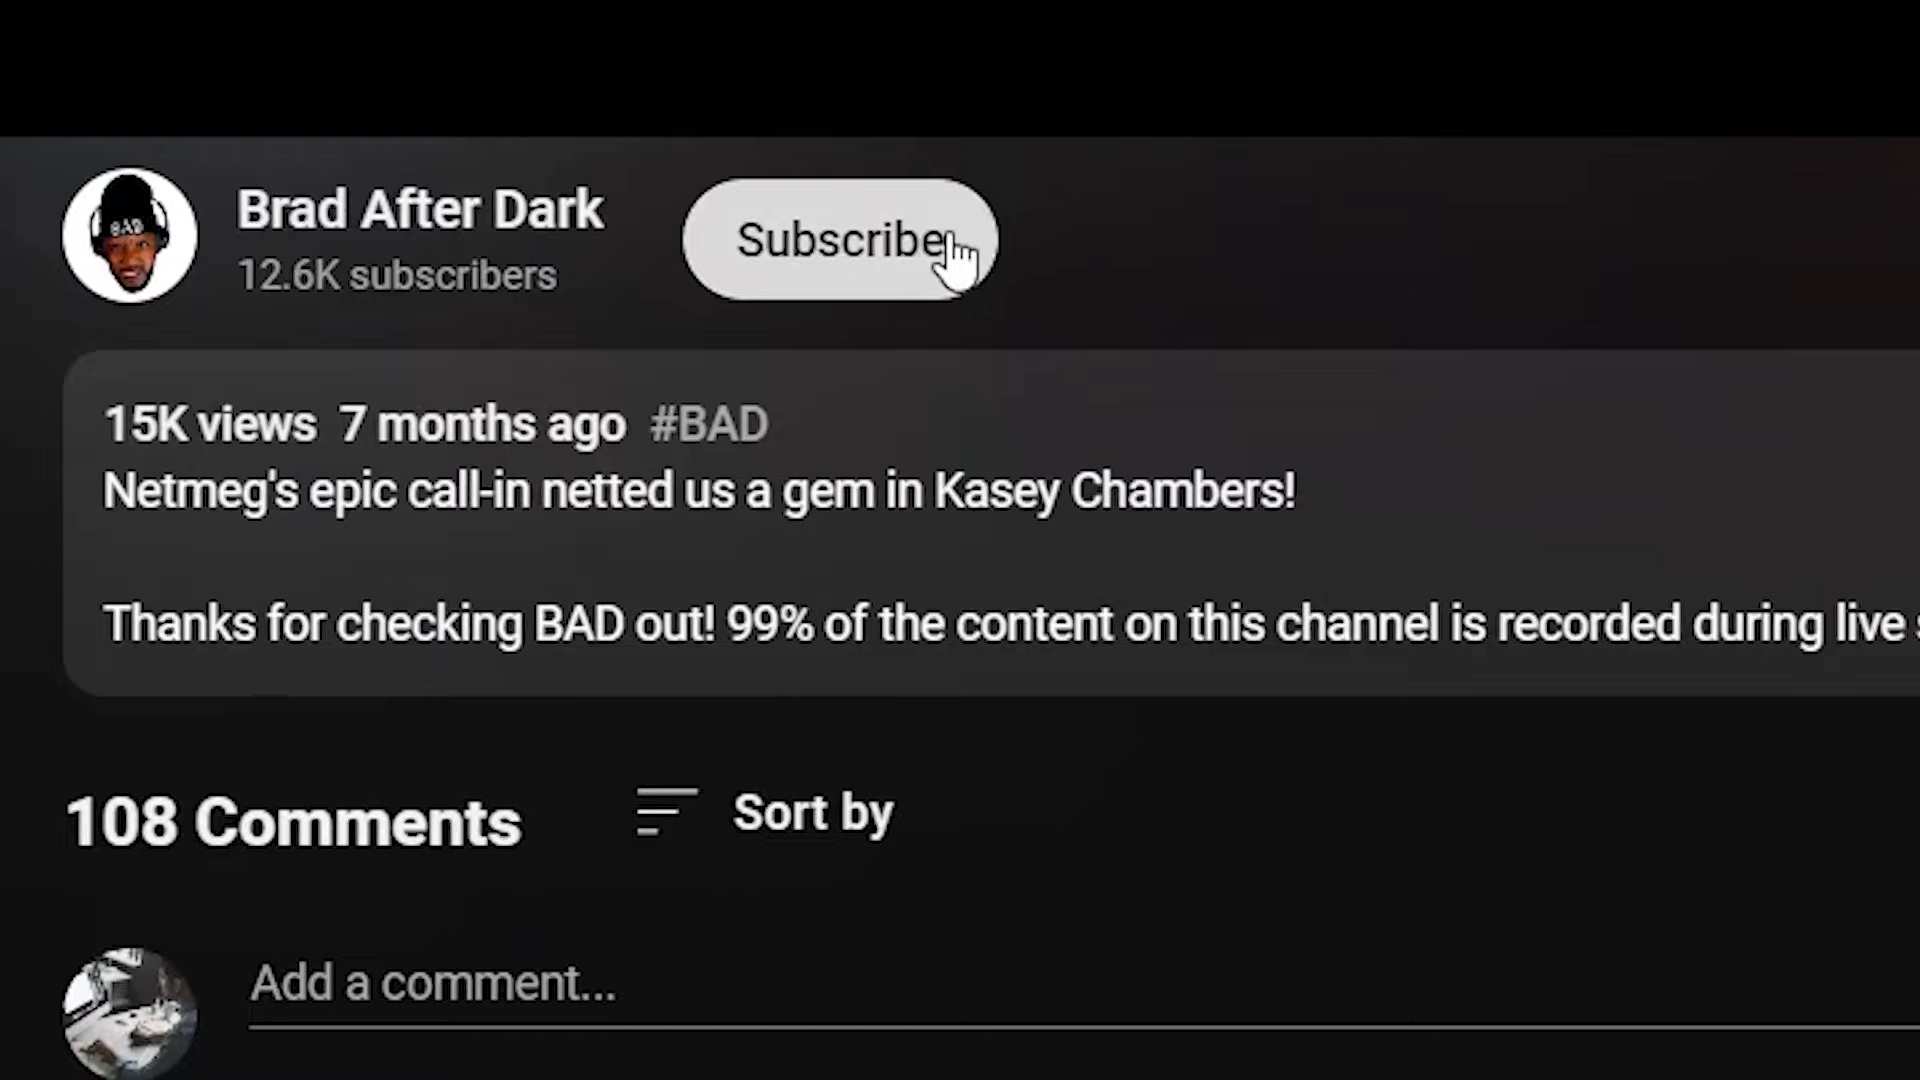 BAD
Brad After Dark
Subscribe
12.6K subscribers
15K views 7 months ago #BAD
Netmeg's epic call-in netted us a gem in Kasey Chambers!
Thanks for checking BAD out! 99% of the content on this channel is recorded during live
108 Comments
Sort by
Add a comment...